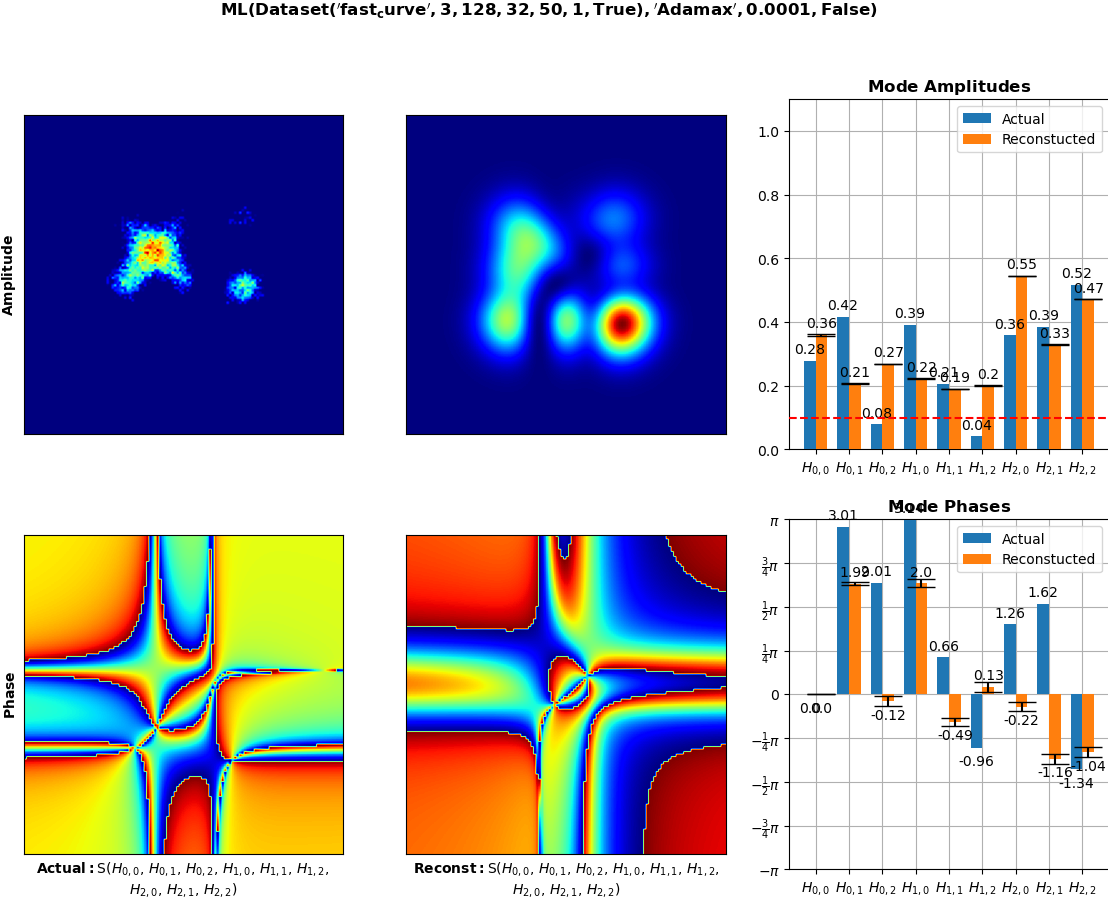 ML(Dataset('fast_curve', 3, 128, 32, 50, 1, True), 'Adamax', 0.0001, False)
Amplitude
Mode Amplitudes
Actual
Reconstucted
1.0
0.8
0.6
0.4
0.2
0.0
0.28
0.36
0.42
0.21
0.08
0.27
0.39
0.22
0.21
0.19
0.04
0.2
0.36
0.55
0.39
0.33
0.52
0.47
H0,0 H0,1 H0,2 H1,0 H1,1 H1,2 H2,0 H2,1 H2,2
Phase
Actual: S(H0,0, H0,1, H0,2, H1,0, H1,1, H1,2,
H2,0, H2,1, H2,2)
Reconst: S(H0,0, H0,1, H0,2, H1,0, H1,1, H1,2,
H2,0, H2,1, H2,2)
Mode Phases
Actual
Reconstucted
π
3/4π
1/2π
1/4π
0
−1/4π
−1/2π
−3/4π
−π
0.0
0.0
3.01
1.99
2.01
-0.12
2.0
0.66
-0.49
-0.96
0.13
1.26
-0.22
1.62
-1.16
-1.34
-1.04
H0,0 H0,1 H0,2 H1,0 H1,1 H1,2 H2,0 H2,1 H2,2